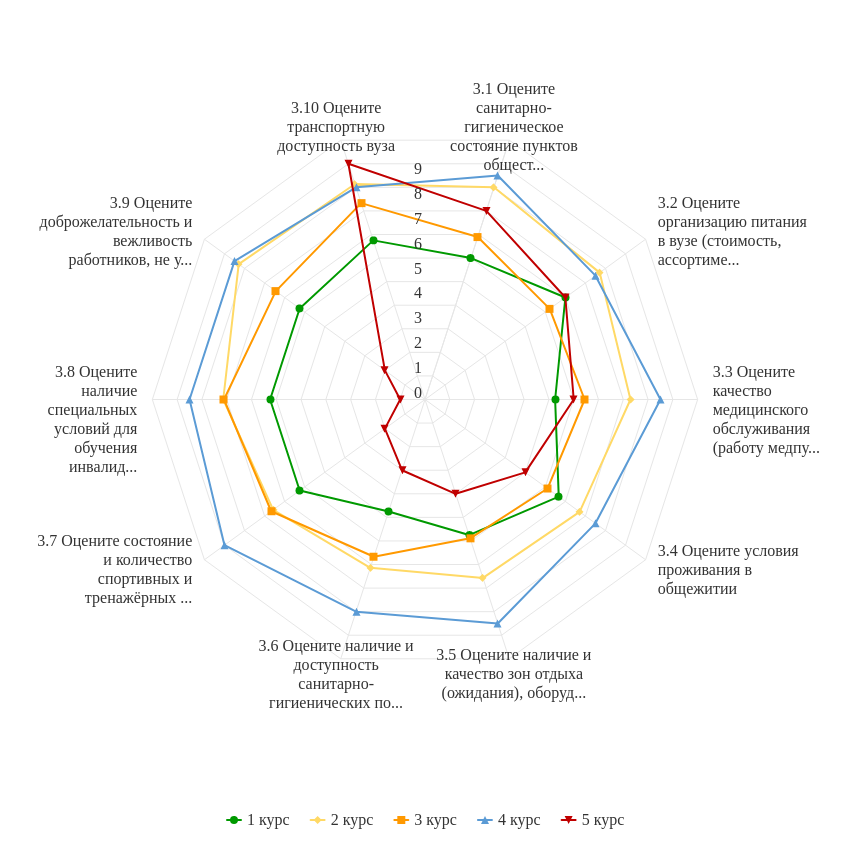 3.1 Оцените
санитарно-
гигиеническое
состояние пунктов
общест...
3.10 Оцените
транспортную
доступность вуза
9
8
7
6
5
4
3
2
1
0
3.9 Оцените
доброжелательность и
вежливость
работников, не у...
3.2 Оцените
организацию питания
в вузе (стоимость,
ассортиме...
3.8 Оцените
наличие
специальных
условий для
обучения
инвалид...
3.3 Оцените
качество
медицинского
обслуживания
(работу медпу...
3.7 Оцените состояние
и количество
спортивных и
тренажёрных ...
3.4 Оцените условия
проживания в
общежитии
3.6 Оцените наличие и
доступность
санитарно-
гигиенических по...
3.5 Оцените наличие и
качество зон отдыха
(ожидания), оборуд...
1 курс 2 курс 3 курс 4 курс 5 курс